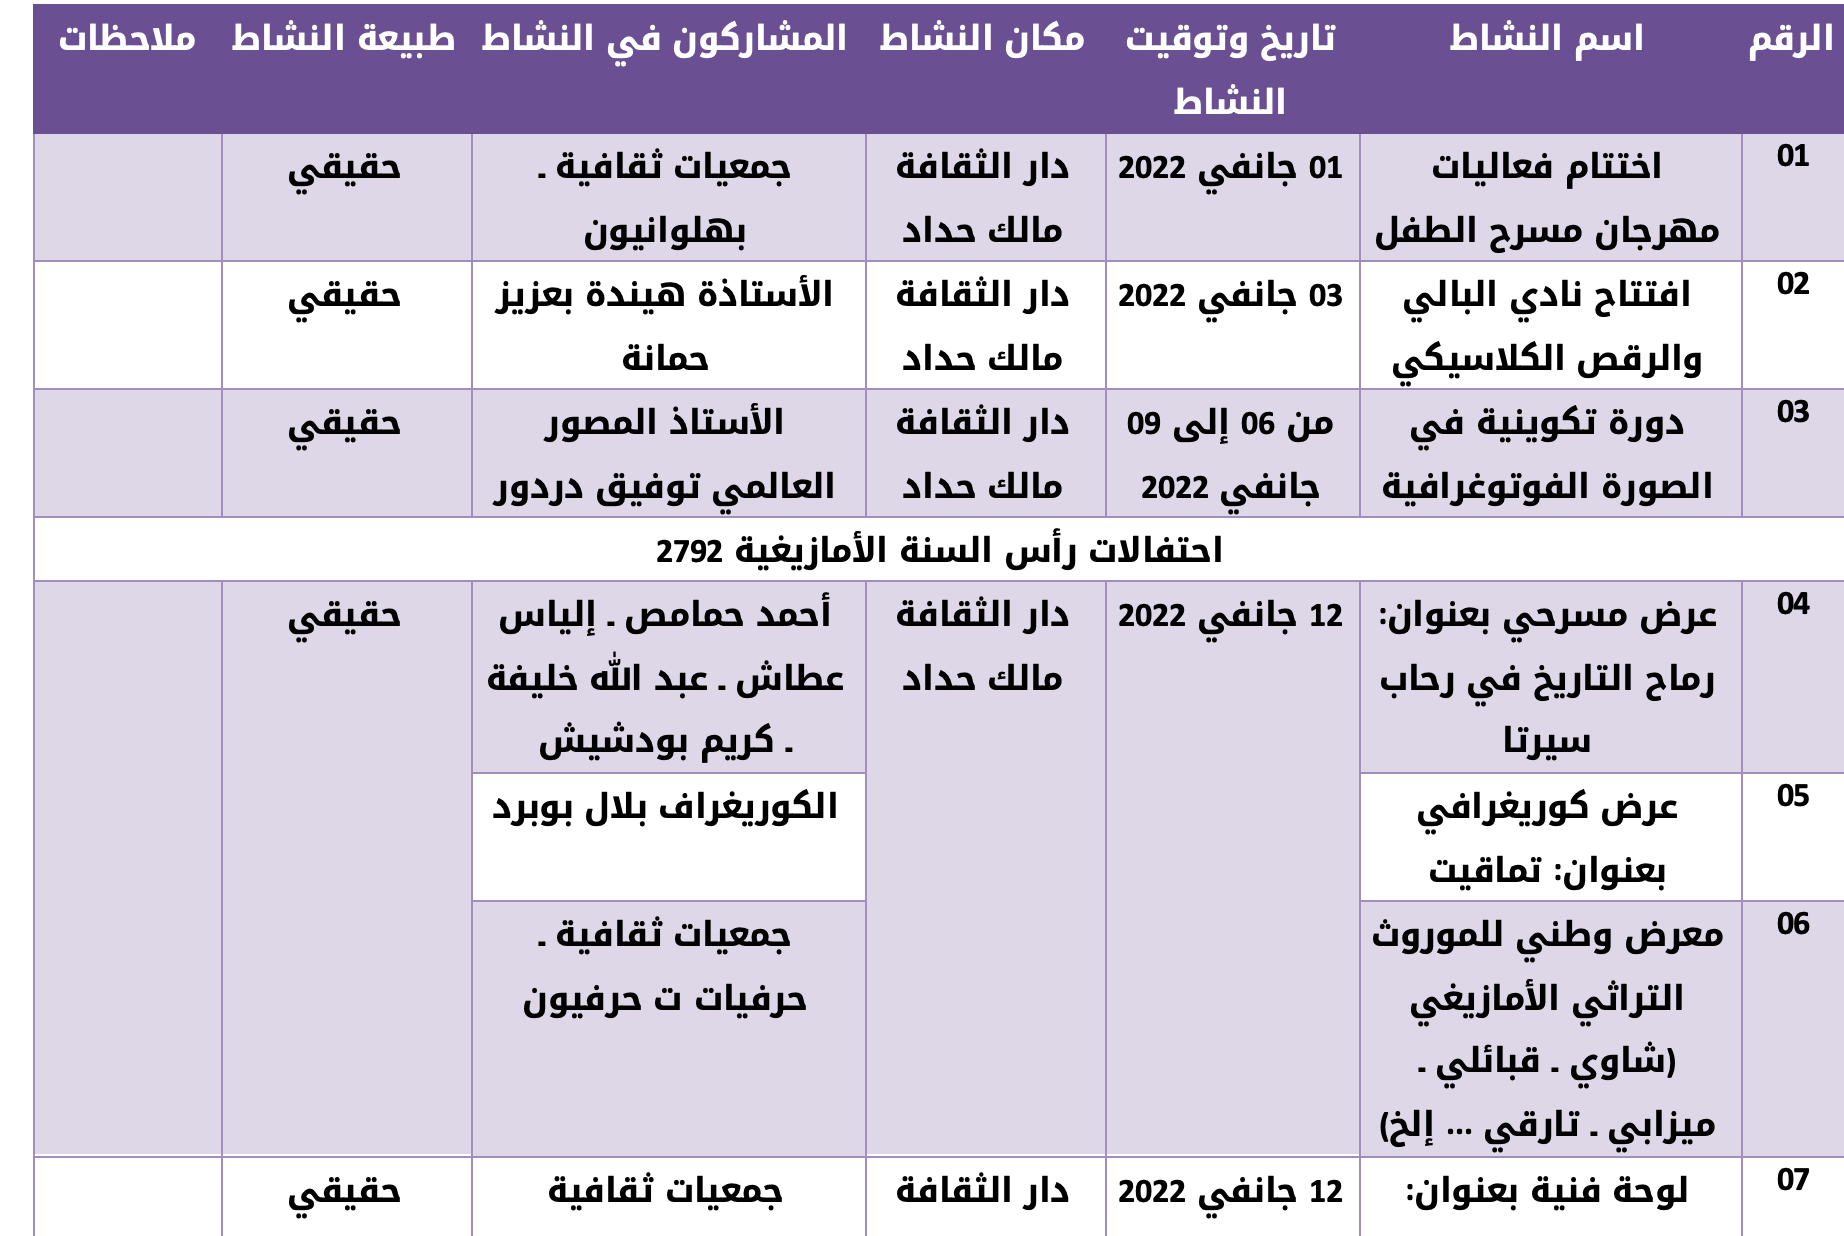 الرقم اسم النشاط تاريخ وتوقيت مكان النشاط المشاركون في النشاط طبيعة النشاط ملاحظات
النشاط
01 اختتام فعاليات 01 جانفي 2022 دار الثقافة جمعيات ثقافية ـ حقيقي
مهرجان مسرح الطفل مالك حداد بهلوانيون
02 افتتاح نادي البالي 03 جانفي 2022 دار الثقافة الأستاذة هيندة بعزيز حقيقي
والرقص الكلاسيكي مالك حداد حمانة
03 دورة تكوينية في من 06 إلى 09 دار الثقافة الأستاذ المصور حقيقي
الصورة الفوتوغرافية جانفي 2022 مالك حداد العالمي توفيق دردور
احتفالات رأس السنة الأمازيغية 2792
04 عرض مسرحي بعنوان: 12 جانفي 2022 دار الثقافة أحمد حمامص ـ إلياس حقيقي
رماح التاريخ في رحاب مالك حداد عطاش ـ عبد الله خليفة
سيرتا ـ كريم بودشيش
05 عرض كوريغرافي الكوريغراف بلال بوبرد
بعنوان: تماقيت
06 معرض وطني للموروث جمعيات ثقافية ـ
التراثي الأمازيغي حرفيات ت حرفيون
(شاوي ـ قبائلي ـ
ميزابي ـ تارقي ... إلخ)
07 لوحة فنية بعنوان: 12 جانفي 2022 دار الثقافة جمعيات ثقافية حقيقي